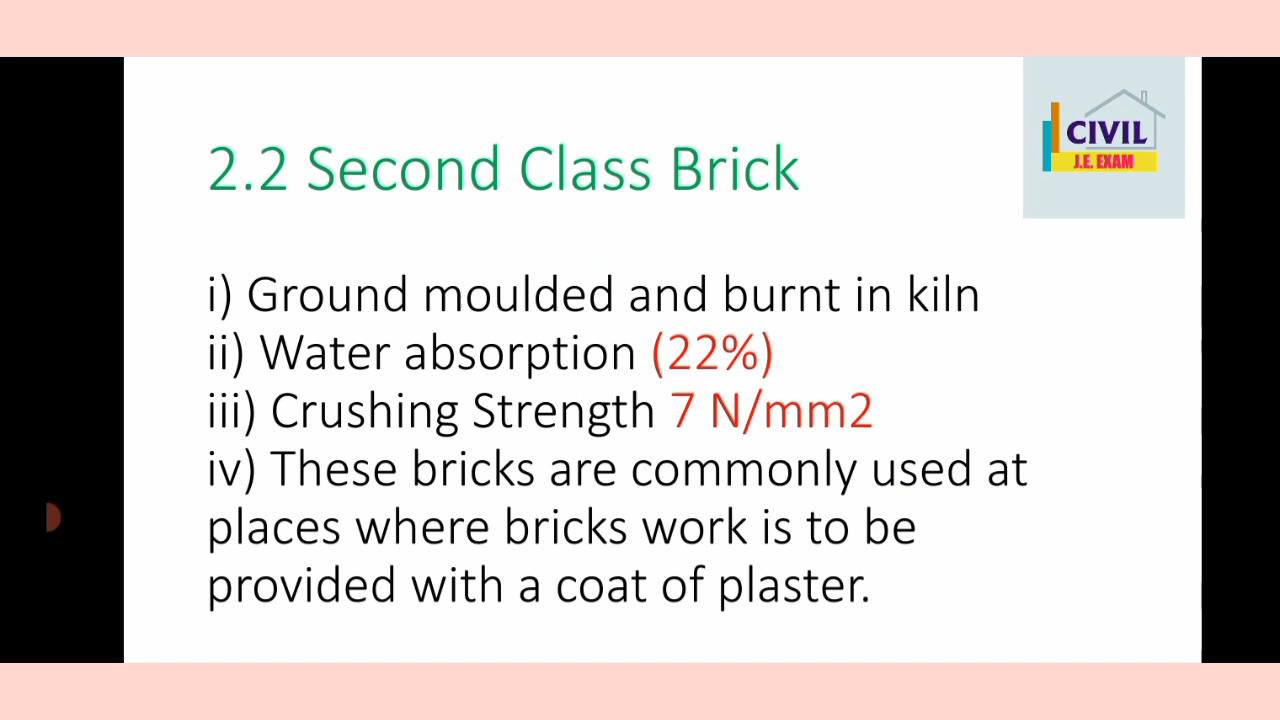 CIVIL
J.E. EXAM
2.2 Second Class Brick
i) Ground moulded and burnt in kiln
ii) Water absorption (22%)
iii) Crushing Strength 7 N/mm2
iv) These bricks are commonly used at
places where bricks work is to be
provided with a coat of plaster.